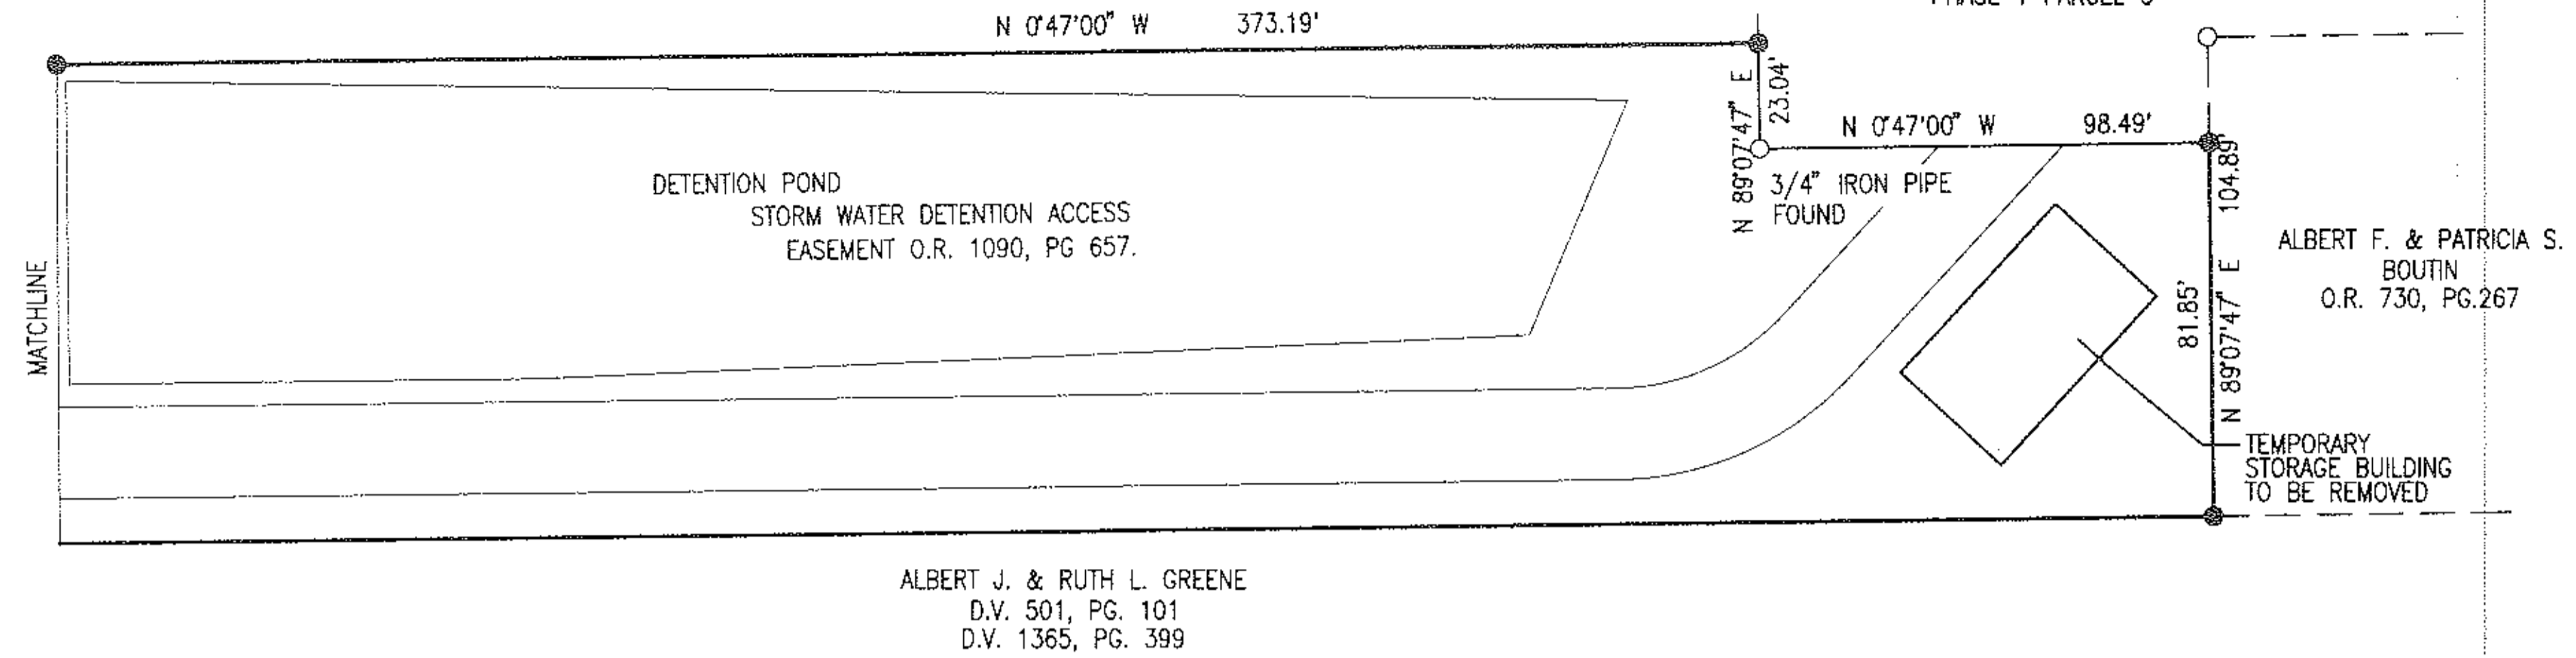 PHASE 1 PARCEL
N 0°47'00" W 373.19'
N 89°07'47" E
23.04'
N 0°47'00" W 98.49'
3/4" IRON PIPE
FOUND
104.89'
81.85'
N 89°07'47" E
DETENTION POND
STORM WATER DETENTION ACCESS
EASEMENT O.R. 1090, PG 657.
MATCHLINE
ALBERT F. & PATRICIA S.
BOUTIN
O.R. 730, PG.267
TEMPORARY
STORAGE BUILDING
TO BE REMOVED
ALBERT J. & RUTH L. GREENE
D.V. 501, PG. 101
D.V. 1365, PG. 399